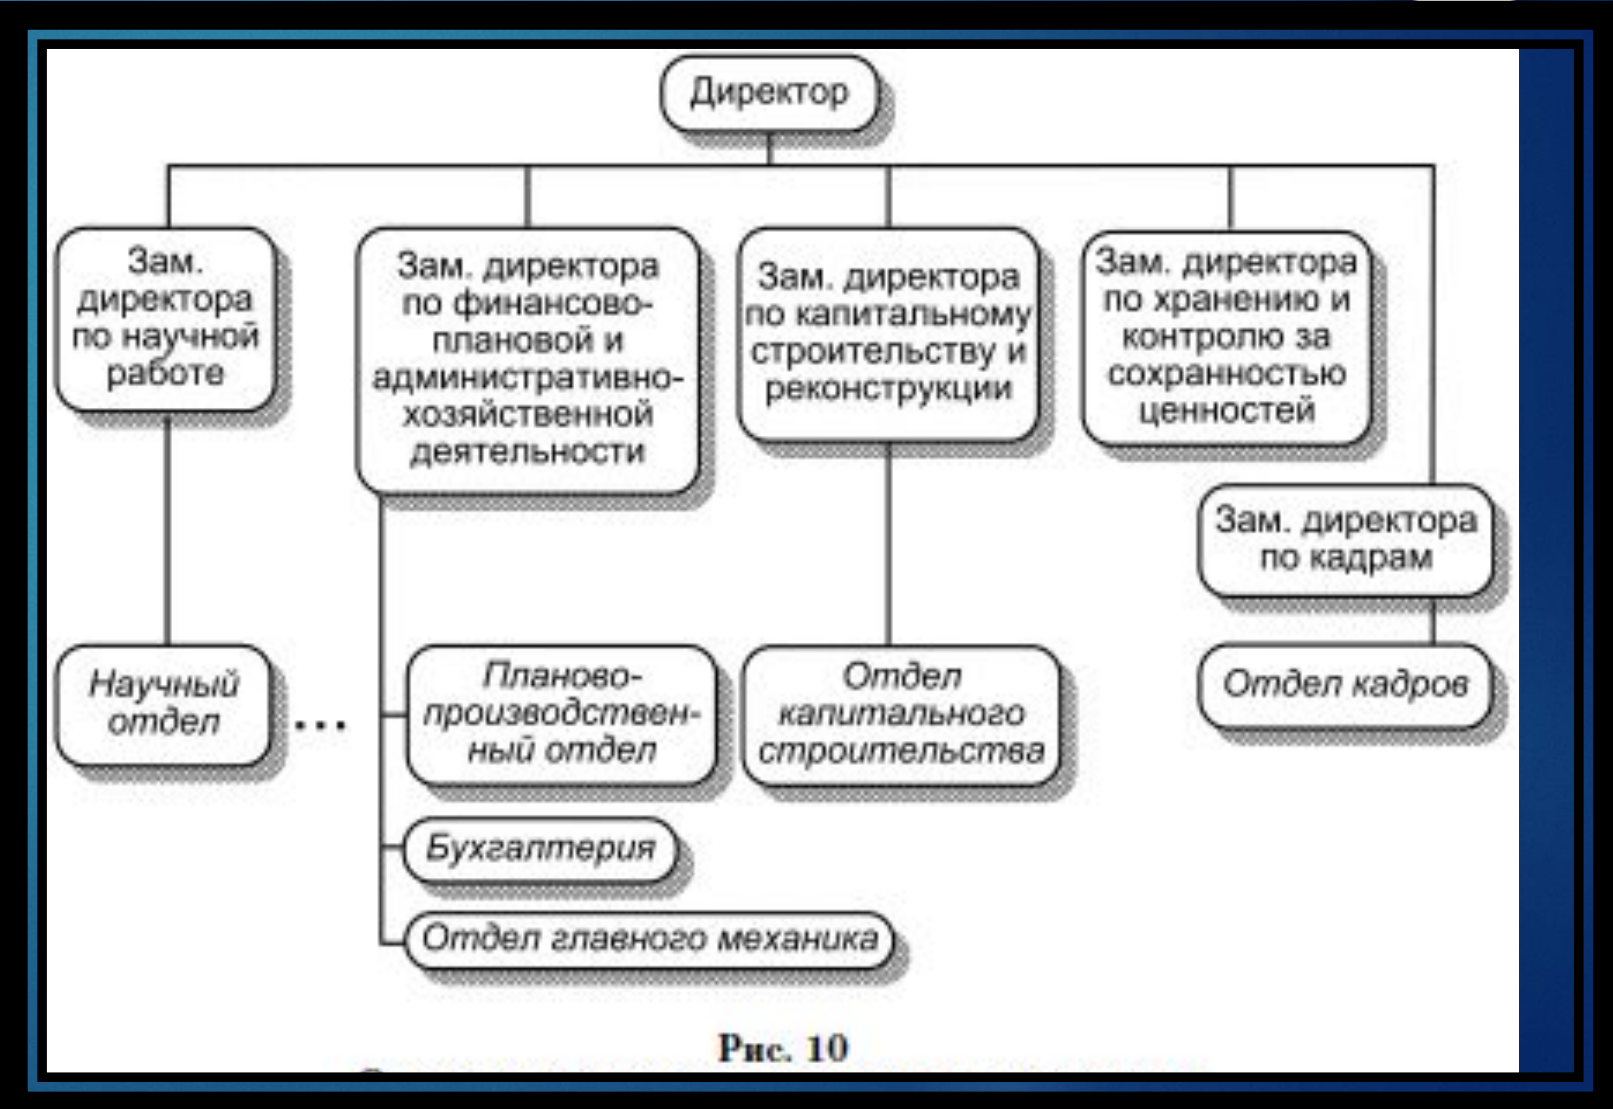 Директор
Зам.
директора
по научной
работе
Зам. директора
по финансово-
плановой и
административно-
хозяйственной
деятельности
Зам. директора
по капитальному
строительству и
реконструкции
Зам. директора
по хранению и
контролю за
сохранностью
ценностей
Зам. директора
по кадрам
Научный
отдел
...
Планово-
производствен-
ный отдел
Отдел
капитального
строительства
Отдел кадров
Бухгалтерия
Отдел главного механика
Рис. 10